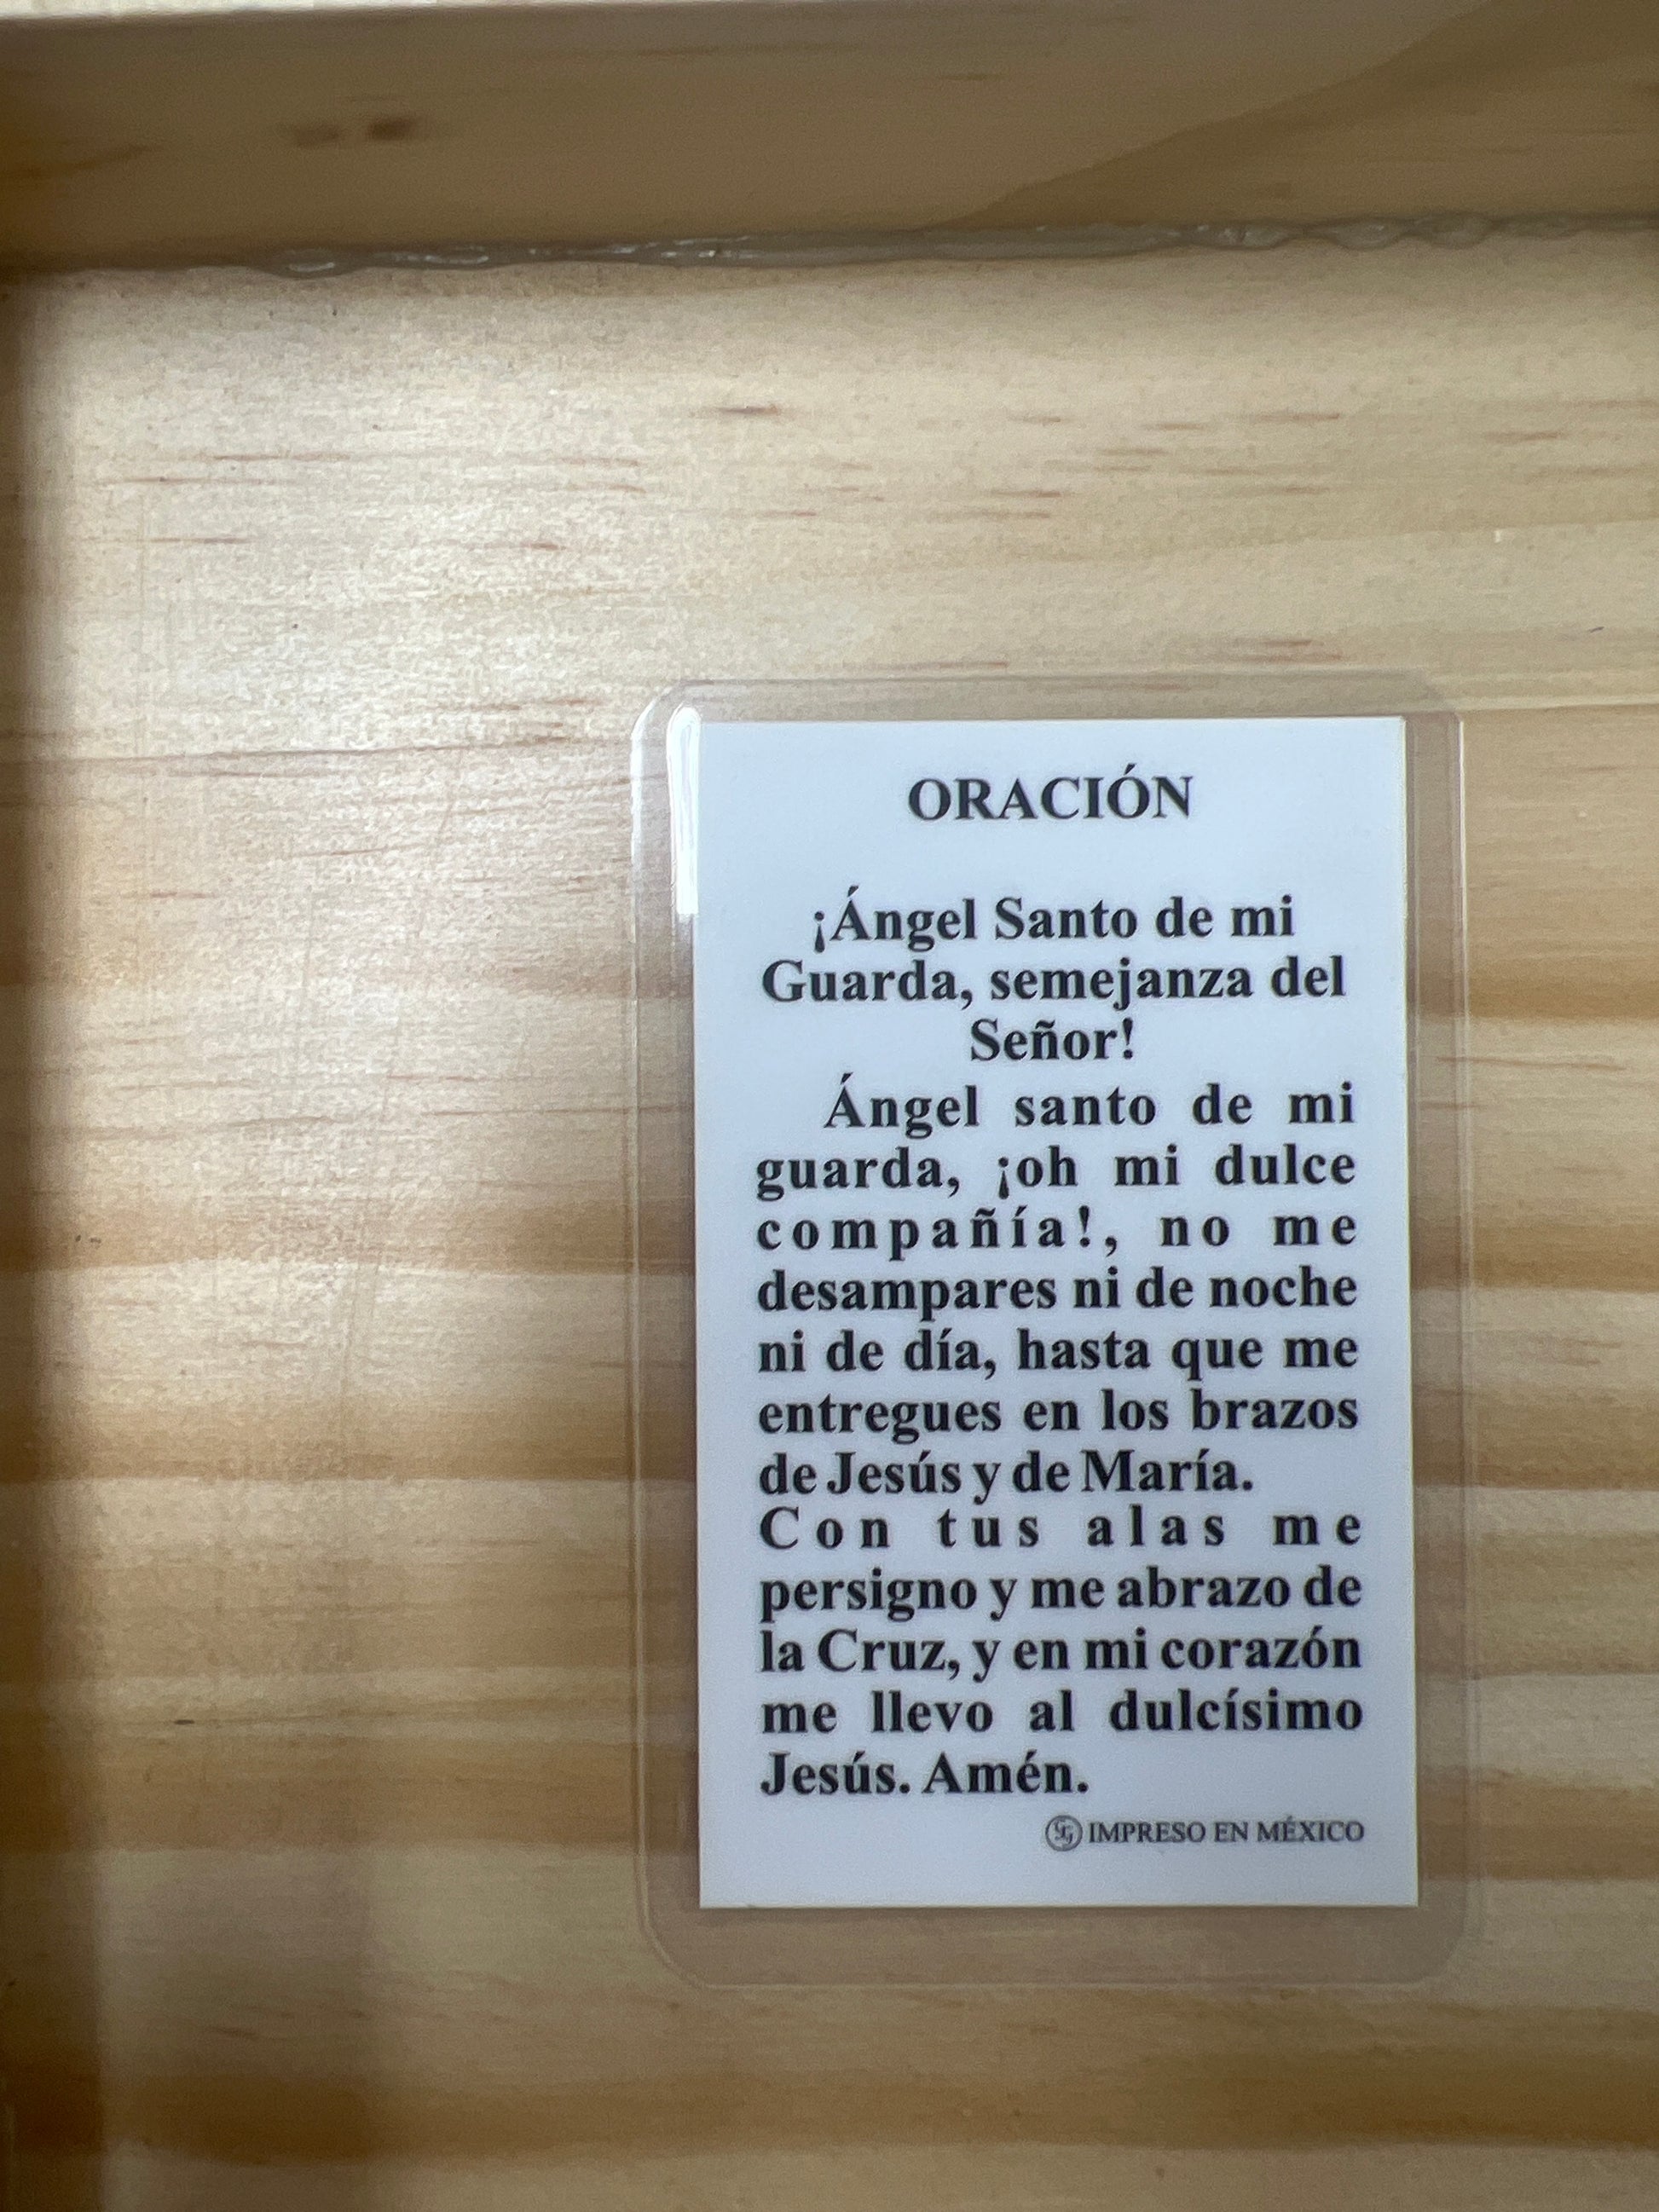 ORACIÓN
¡Ángel Santo de mi
Guarda, semejanza del
Señor!
Ángel santo de mi
guarda, ¡oh mi dulce
compañía!, no me
desampares ni de noche
ni de día, hasta que me
entregues en los brazos
de Jesús y de María.
Con tus alas me
persigno y me abrazo de
la Cruz, y en mi corazón
me llevo al dulcísimo
Jesús. Amén.
IMPRESO EN MÉXICO